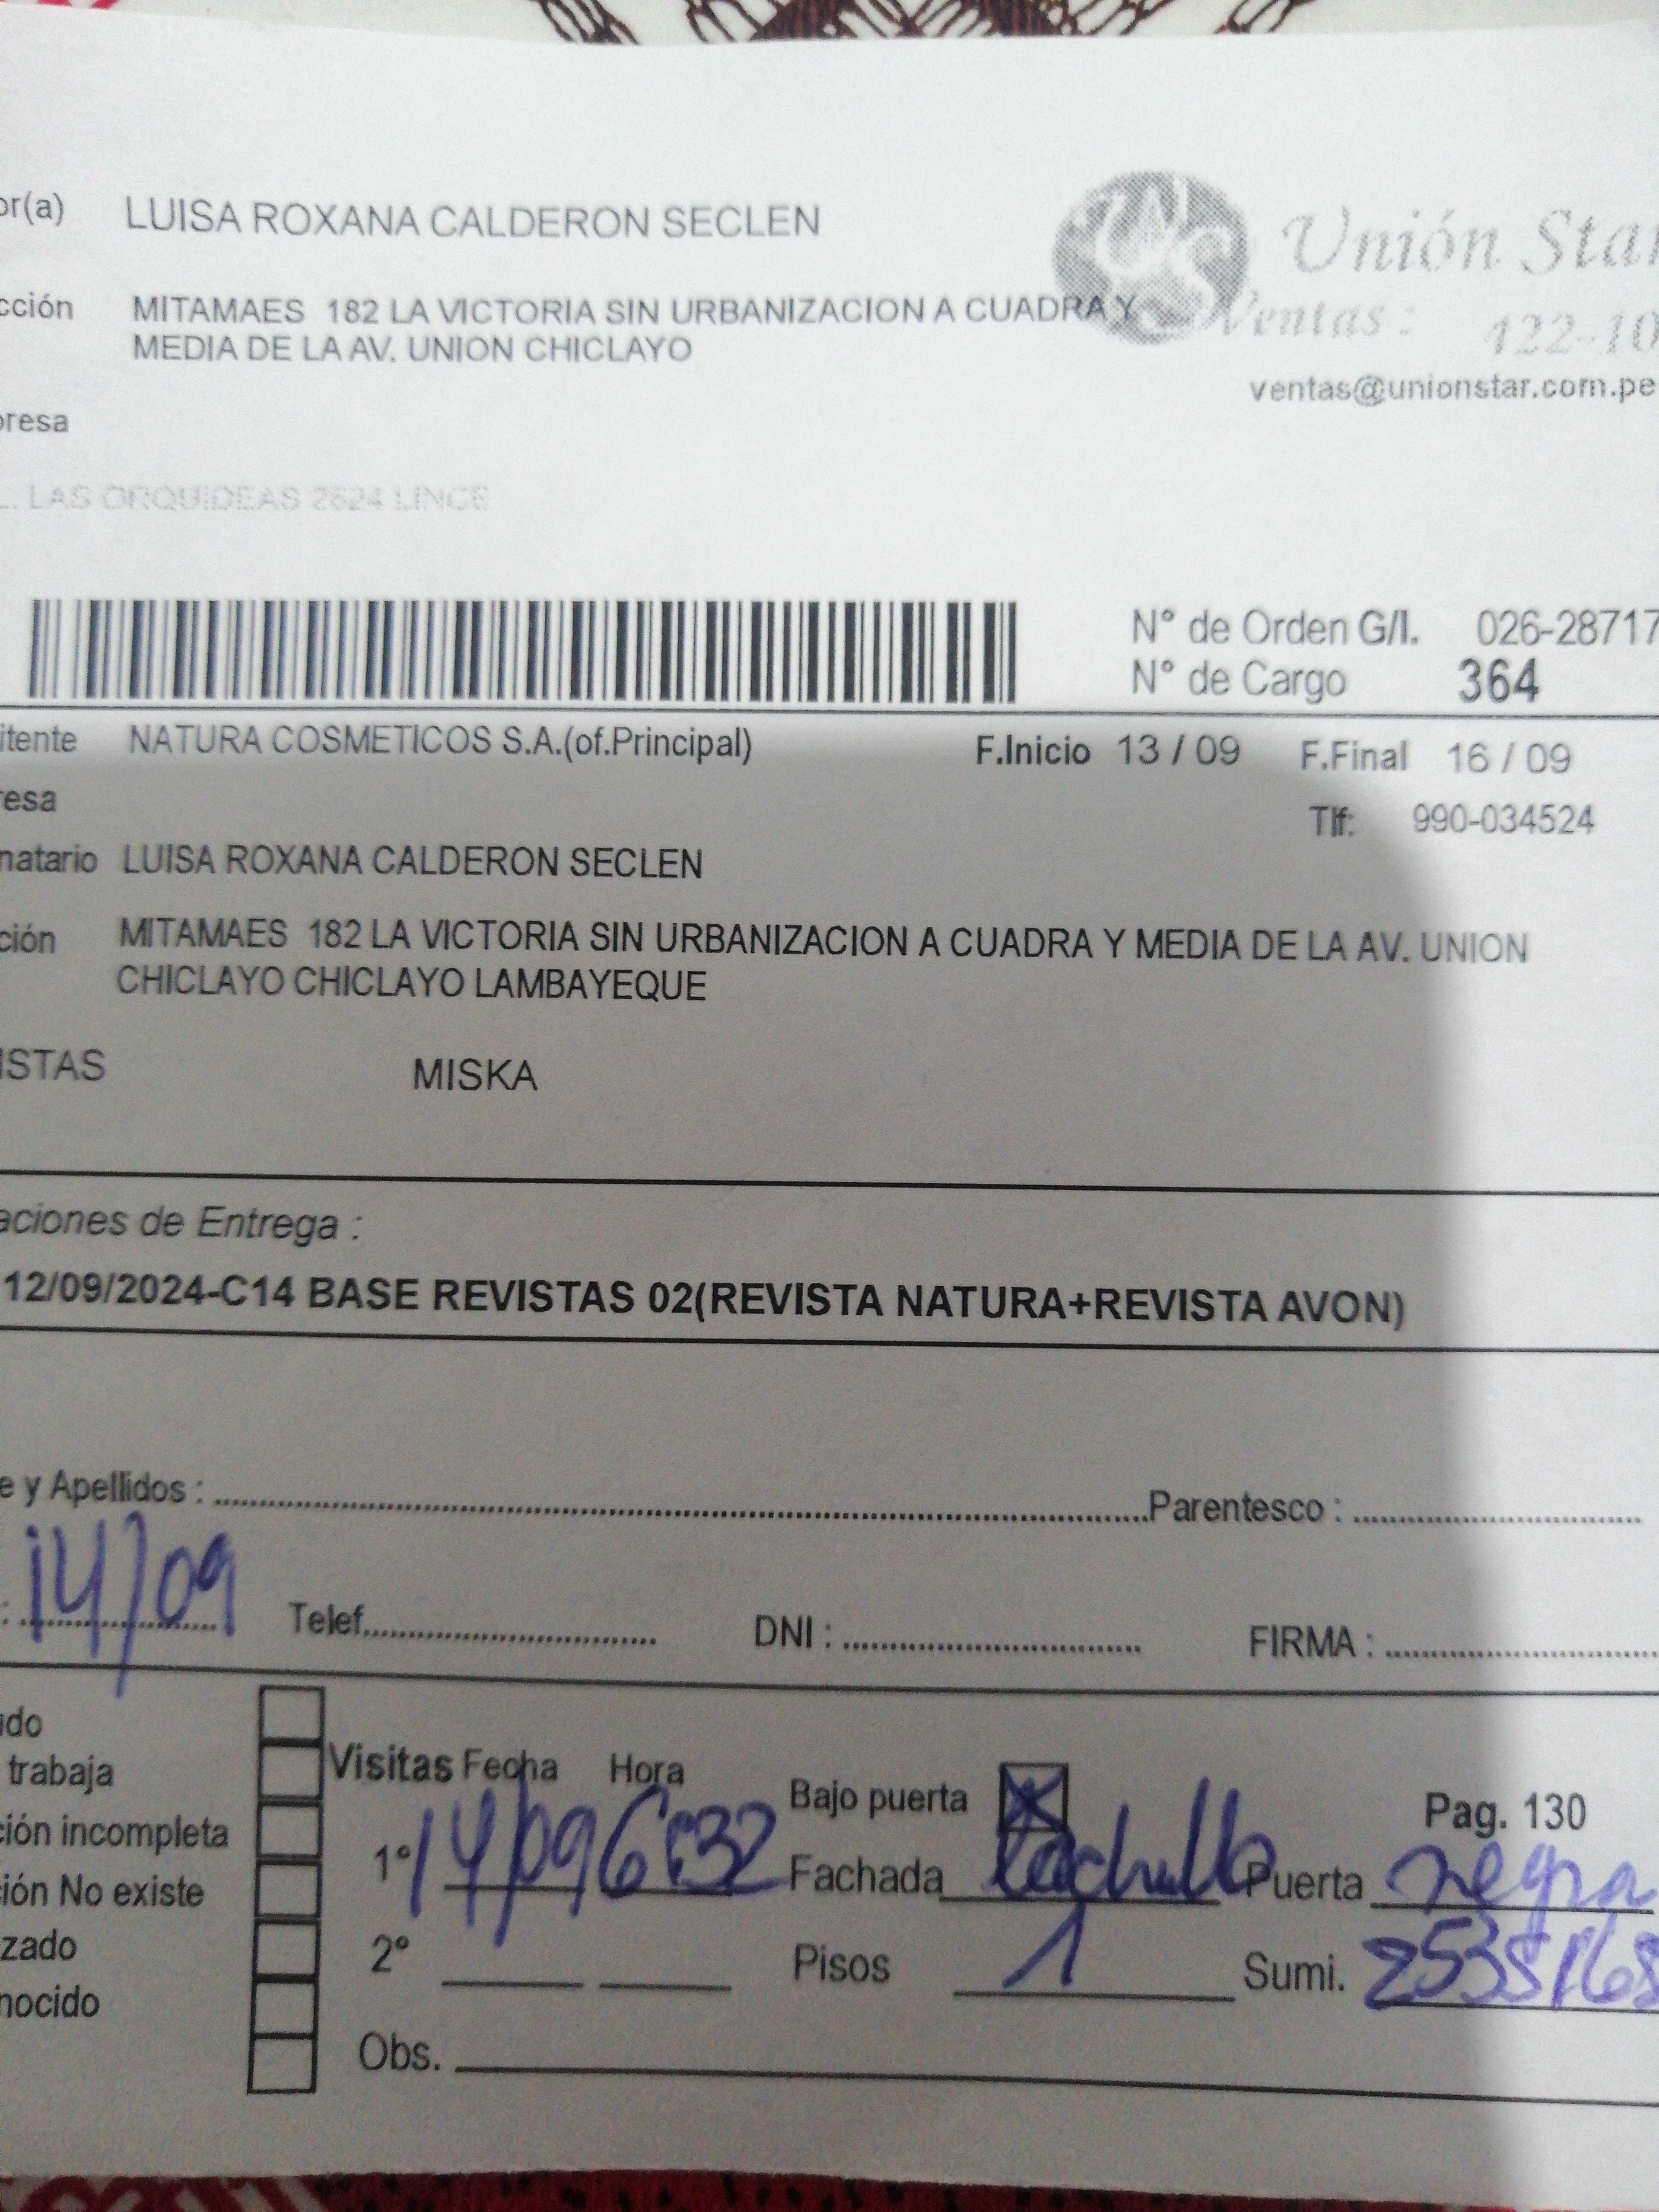 or(a) LUISA ROXANA CALDERON SECLEN
Unión Star
cción MITAMAES 182 LA VICTORIA SIN URBANIZACION A CUADRA Y
MEDIA DE LA AV. UNION CHICLAYO
Ventas: 422-10
ventas@unionstar.com.pe
presa
LAS ORQUIDEAS 2624 LINCE
N° de Orden G/I. 026-28717
N° de Cargo 364
itente NATURA COSMETICOS S.A.(of.Principal) F.Inicio 13 / 09 F.Final 16 / 09
resa
Tlf: 990-034524
natario LUISA ROXANA CALDERON SECLEN
ción MITAMAES 182 LA VICTORIA SIN URBANIZACION A CUADRA Y MEDIA DE LA AV. UNION
CHICLAYO CHICLAYO LAMBAYEQUE
ISTAS MISKA
aciones de Entrega :
12/09/2024-C14 BASE REVISTAS 02(REVISTA NATURA+REVISTA AVON)
e y Apellidos : Parentesco :
: 14/09 Telef. DNI : FIRMA :
do
trabaja
Visitas Fecha Hora
Bajo puerta X
Pag. 130
ción incompleta
1° 14/09 6:32 Fachada Puerta negra
ción No existe
zado
2° Pisos 1 Sumi. 25351168
nocido
Obs.